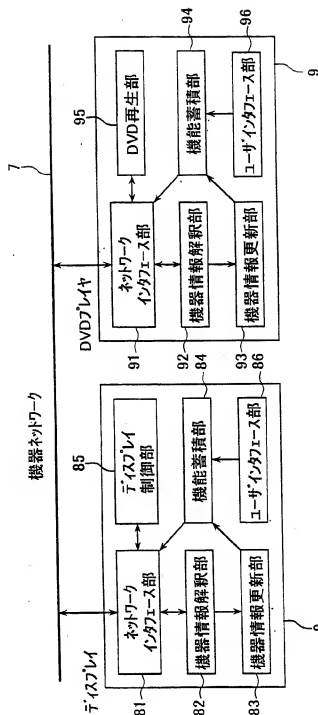 機器ネットワーク
7
ディスプレイ
81
ネットワーク
インタフェース部
85
ディスプレイ
制御部
82
機器情報解釈部
84
機能蓄積部
83
機器情報更新部
86
ユーザインタフェース部
8
DVDプレイヤ
91
ネットワーク
インタフェース部
95
DVD再生部
92
機器情報解釈部
94
機能蓄積部
93
機器情報更新部
96
ユーザインタフェース部
9